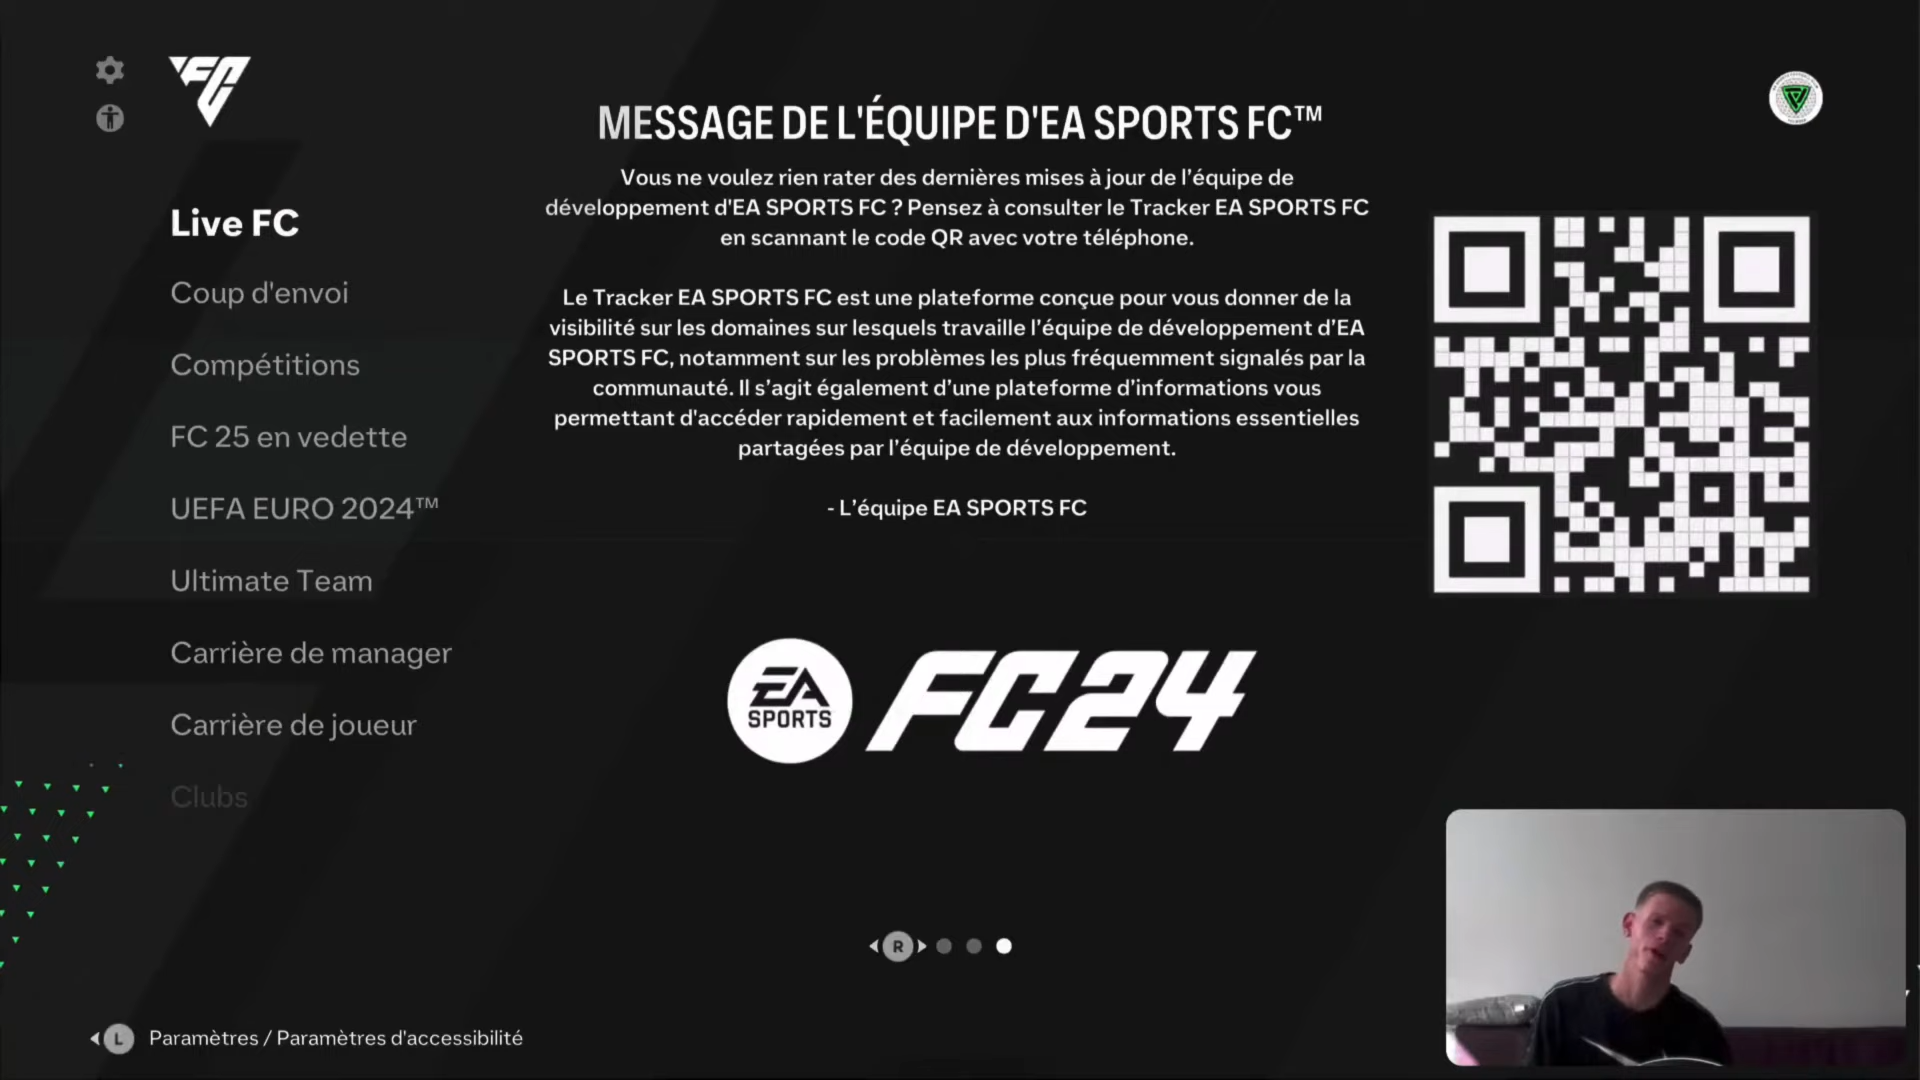 MESSAGE DE L'ÉQUIPE D'EA SPORTS FC™
Vous ne voulez rien rater des dernières mises à jour de l’équipe de
développement d'EA SPORTS FC ? Pensez à consulter le Tracker EA SPORTS FC
en scannant le code QR avec votre téléphone.
Le Tracker EA SPORTS FC est une plateforme conçue pour vous donner de la
visibilité sur les domaines sur lesquels travaille l’équipe de développement d’EA
SPORTS FC, notamment sur les problèmes les plus fréquemment signalés par la
communauté. Il s’agit également d’une plateforme d’informations vous
permettant d'accéder rapidement et facilement aux informations essentielles
partagées par l’équipe de développement.
- L’équipe EA SPORTS FC
Live FC
Coup d'envoi
Compétitions
FC 25 en vedette
UEFA EURO 2024™
Ultimate Team
Carrière de manager
Carrière de joueur
Clubs
EA
SPORTS
FC24
R
L
Paramètres / Paramètres d'accessibilité